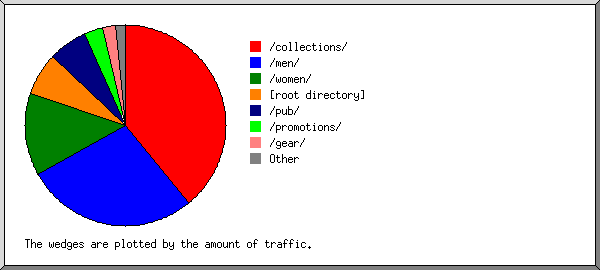 /collections/
/men/
/women/
[root directory]
/pub/
/promotions/
/gear/
Other
The wedges are plotted by the amount of traffic.